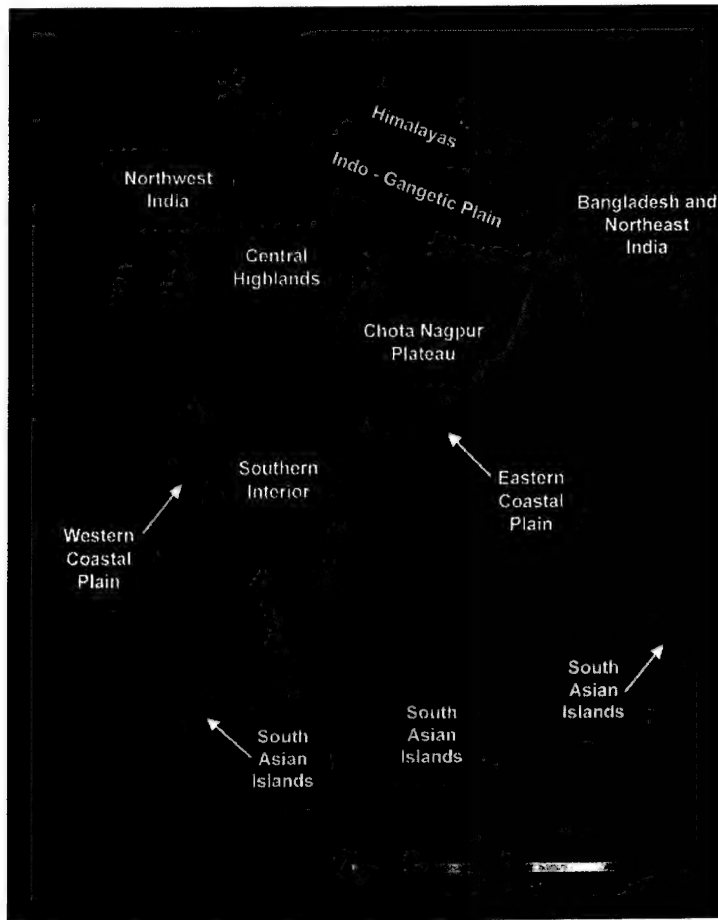 Himalayas
Indo - Gangetic Plain
Northwest
India
Bangladesh and
Northeast
India
Central
Highlands
Chota Nagpur
Plateau
Southern
Interior
Eastern
Coastal
Plain
Western
Coastal
Plain
South
Asian
Islands
South
Asian
Islands
South
Asian
Islands